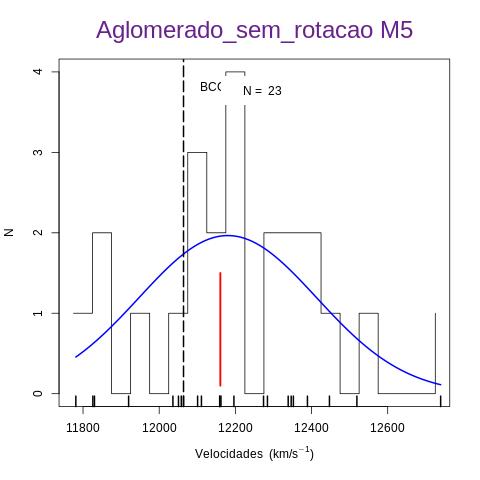 Aglomerado_sem_rotacao M5
BCG N = 23
4
3
2
1
0
N
11800 12000 12200 12400 12600
Velocidades (km/s⁻¹)